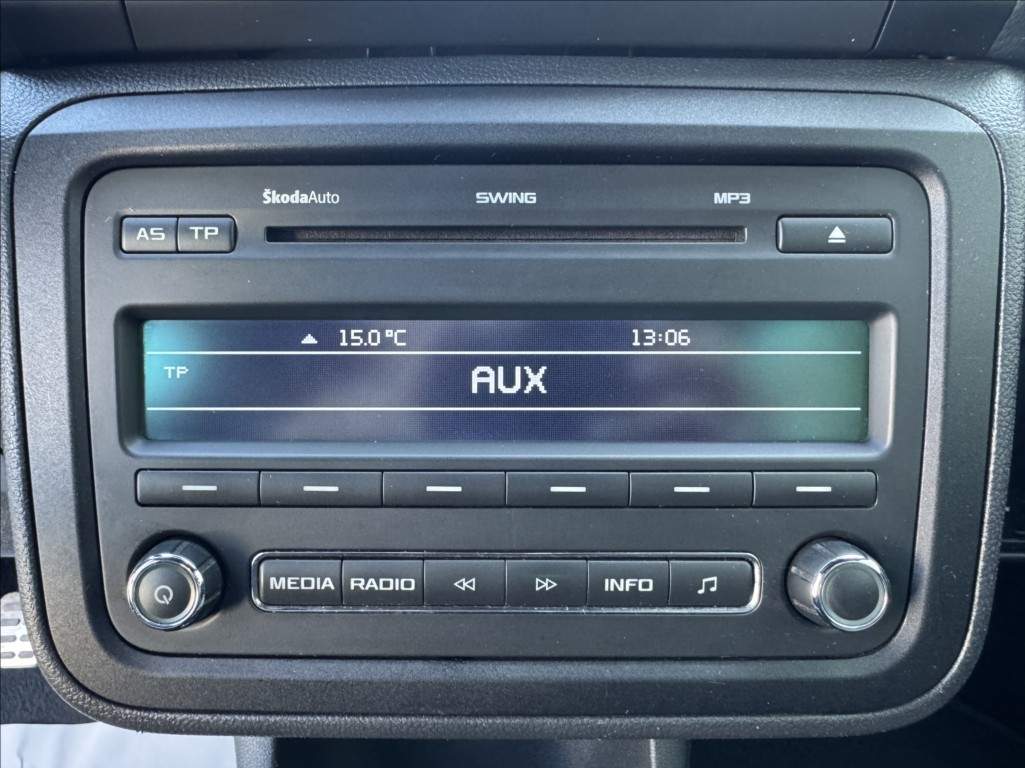 ŠkodaAuto SWING MP3
AS TP
15.0°C 13:06
TP AUX
MEDIA RADIO INFO